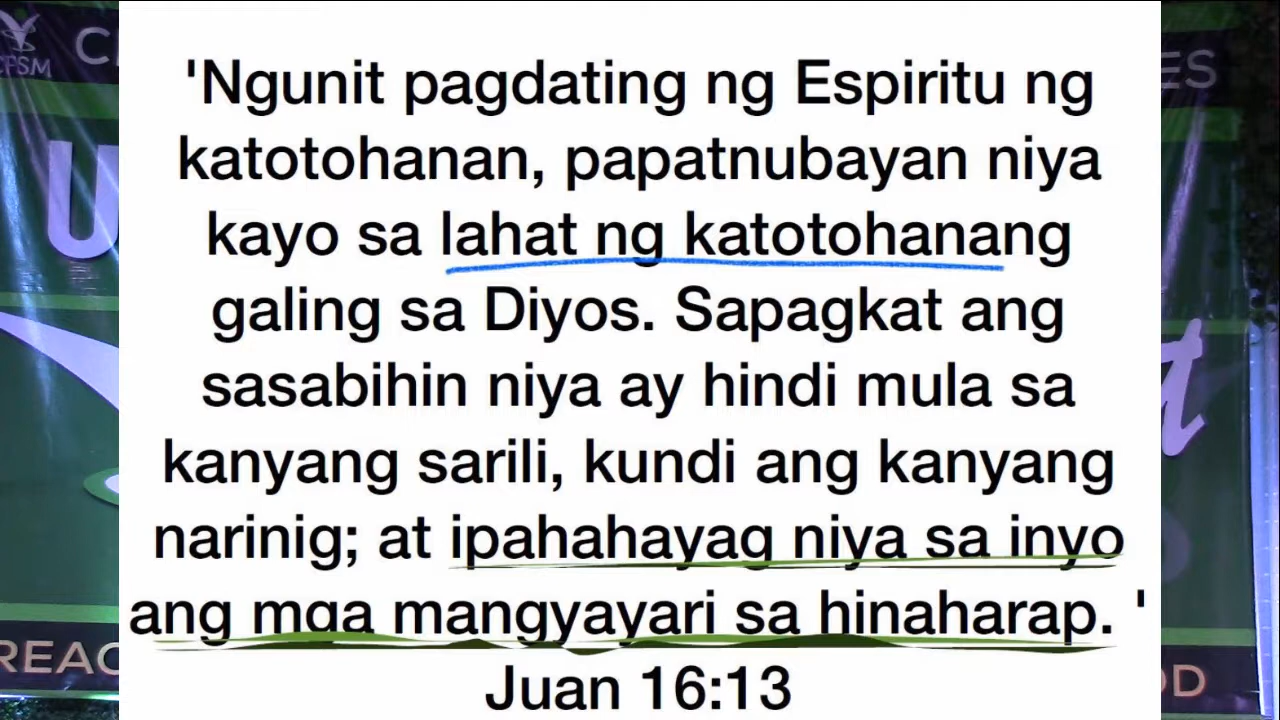 'Ngunit pagdating ng Espiritu ng
katotohanan, papatnubayan niya
kayo sa lahat ng katotohanang
galing sa Diyos. Sapagkat ang
sasabihin niya ay hindi mula sa
kanyang sarili, kundi ang kanyang
narinig; at ipahahayag niya sa inyo
ang mga mangyayari sa hinaharap. '
Juan 16:13
CFSM